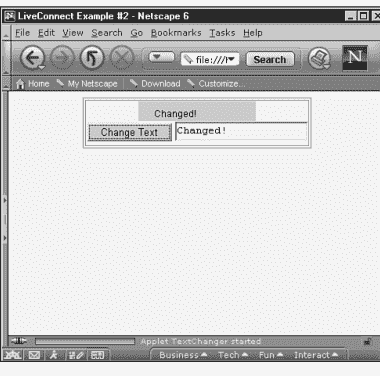 LiveConnect Example #2 - Netscape 6
File Edit View Search Go Bookmarks Tasks Help
file:/// Search N
Home My Netscape Download Customize...
Changed!
Change Text Changed!
Applet TextChanger started
Business Tech Fun Interact